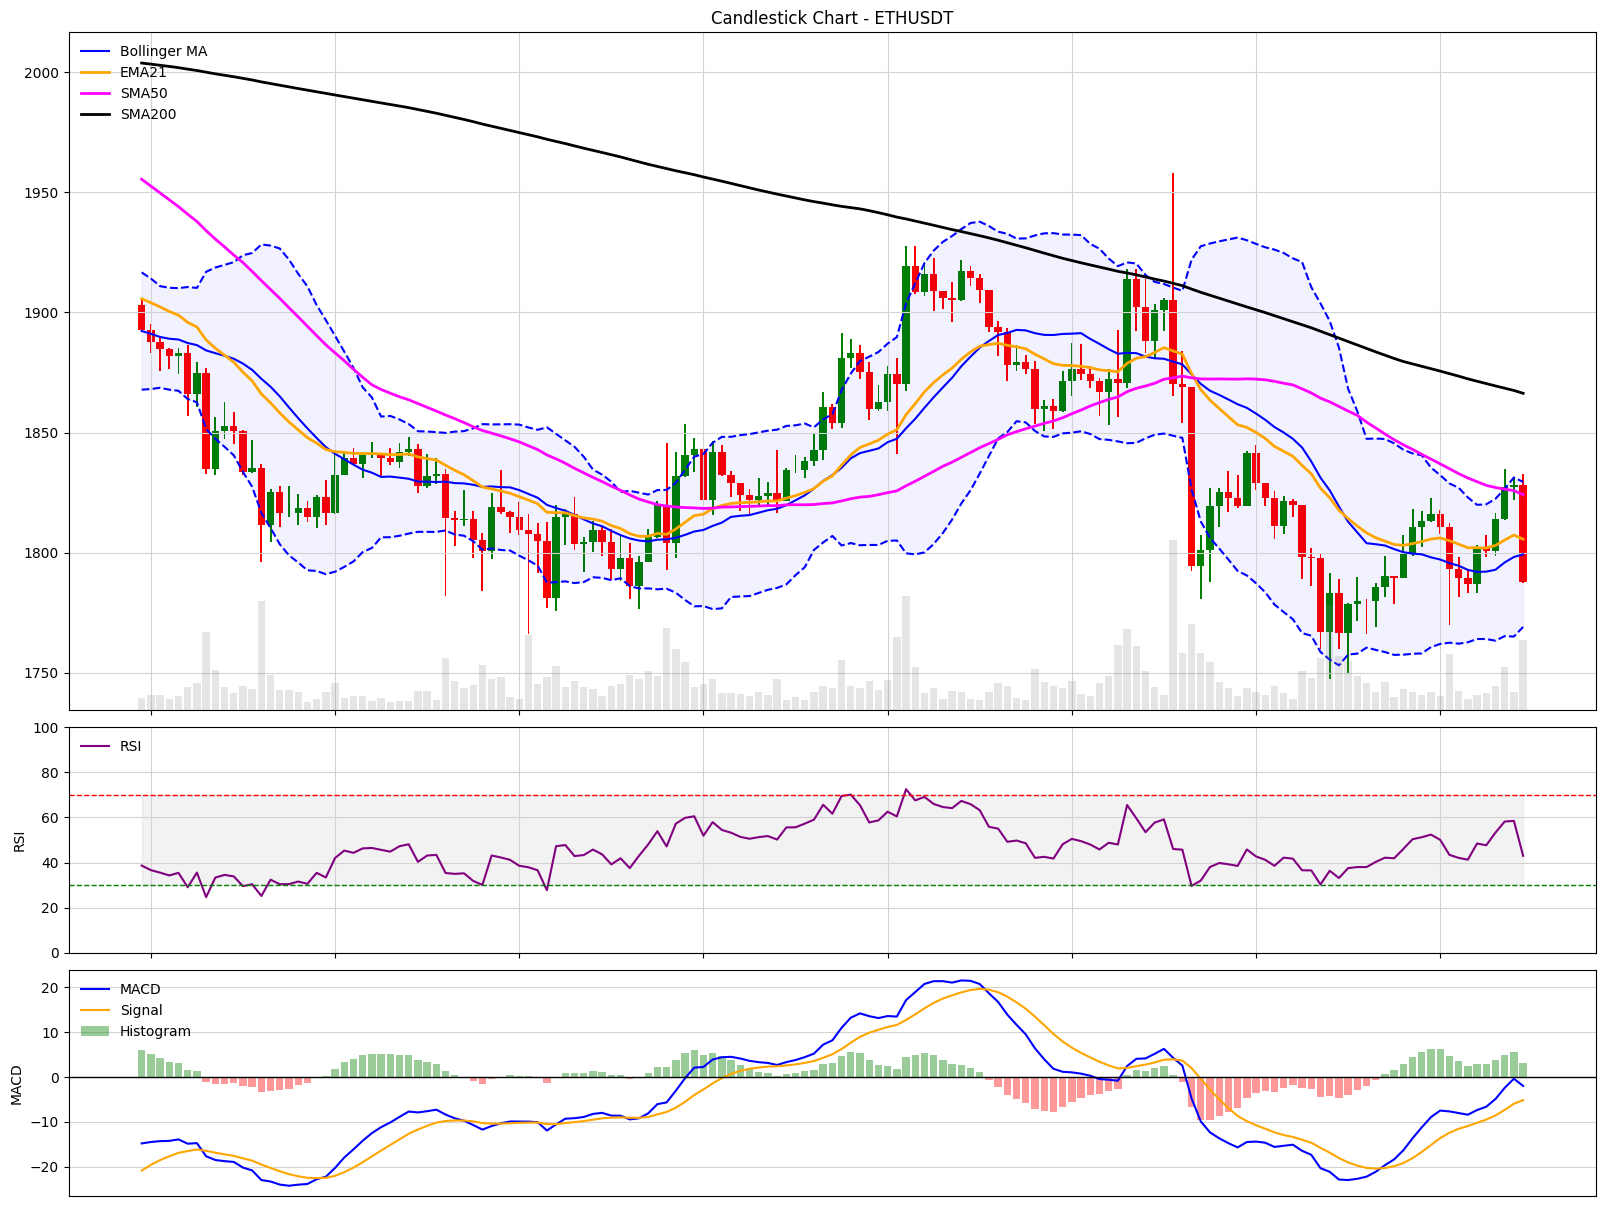 Candlestick Chart - ETHUSDT
Bollinger MA
EMA21
SMA50
SMA200
2000
1950
1900
1850
1800
1750
RSI
100
80
60
40
20
0
RSI
MACD
Signal
Histogram
20
10
0
−10
−20
MACD